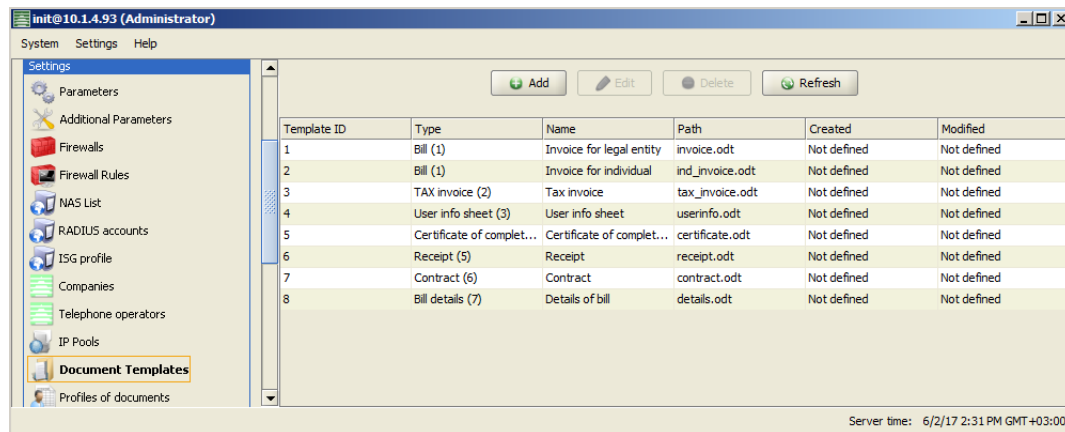 init@10.1.4.93 (Administrator)
System Settings Help
Settings
Parameters
Additional Parameters
Firewalls
Firewall Rules
NAS List
RADIUS accounts
ISG profile
Companies
Telephone operators
IP Pools
Document Templates
Profiles of documents
Add Edit Delete Refresh
Template ID Type Name Path Created Modified
1 Bill (1) Invoice for legal entity invoice.odt Not defined Not defined
2 Bill (1) Invoice for individual ind_invoice.odt Not defined Not defined
3 TAX invoice (2) Tax invoice tax_invoice.odt Not defined Not defined
4 User info sheet (3) User info sheet userinfo.odt Not defined Not defined
5 Certificate of complet... Certificate of complet... certificate.odt Not defined Not defined
6 Receipt (5) Receipt receipt.odt Not defined Not defined
7 Contract (6) Contract contract.odt Not defined Not defined
8 Bill details (7) Details of bill details.odt Not defined Not defined
Server time: 6/2/17 2:31 PM GMT+03:00